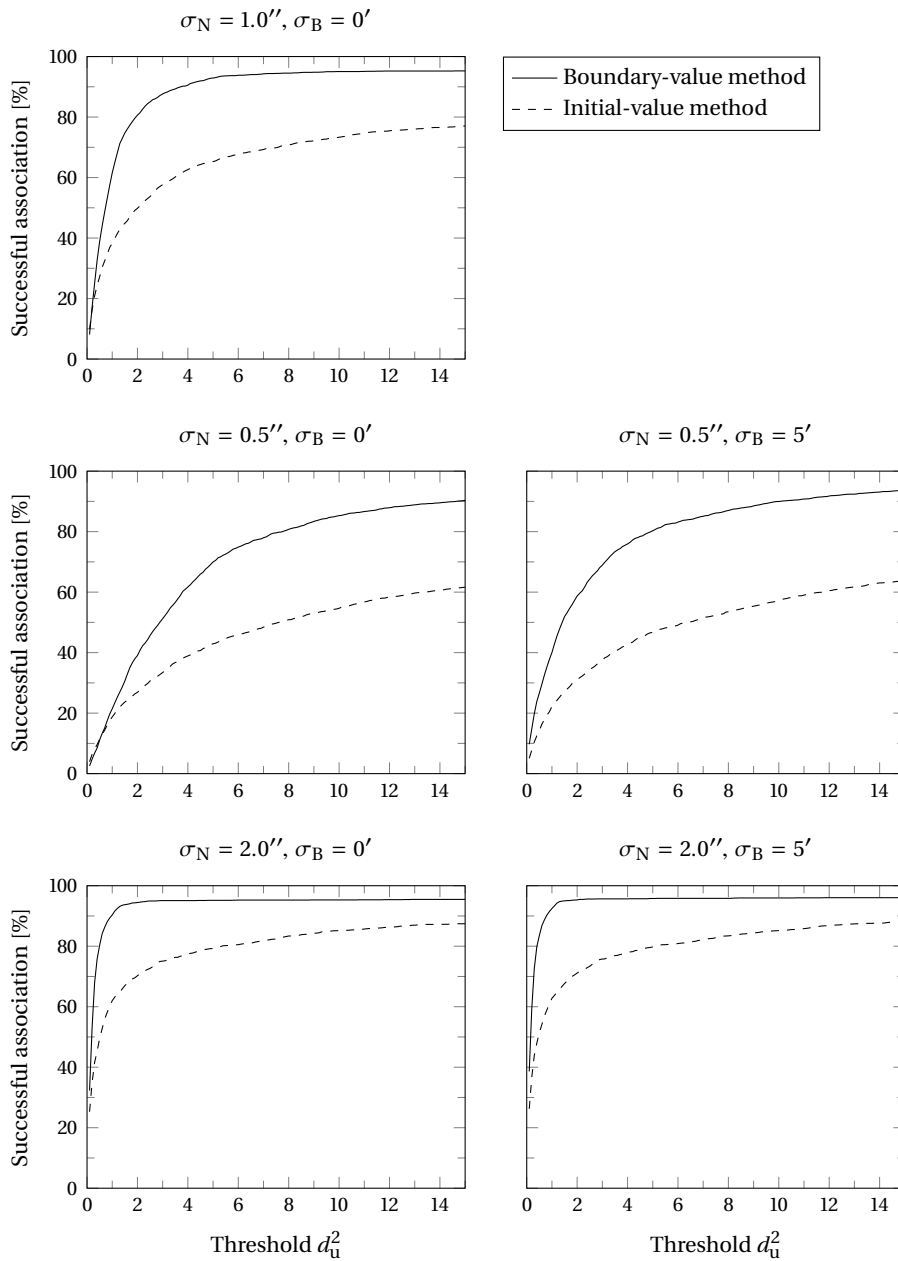 σN = 1.0′′, σB = 0′
Successful association [%]
100
80
60
40
20
0
0 2 4 6 8 10 12 14
Boundary-value method
Initial-value method
σN = 0.5′′, σB = 0′
σN = 0.5′′, σB = 5′
Successful association [%]
100
80
60
40
20
0
0 2 4 6 8 10 12 14
0 2 4 6 8 10 12 14
σN = 2.0′′, σB = 0′
σN = 2.0′′, σB = 5′
Successful association [%]
100
80
60
40
20
0
0 2 4 6 8 10 12 14
0 2 4 6 8 10 12 14
Threshold d²u
Threshold d²u